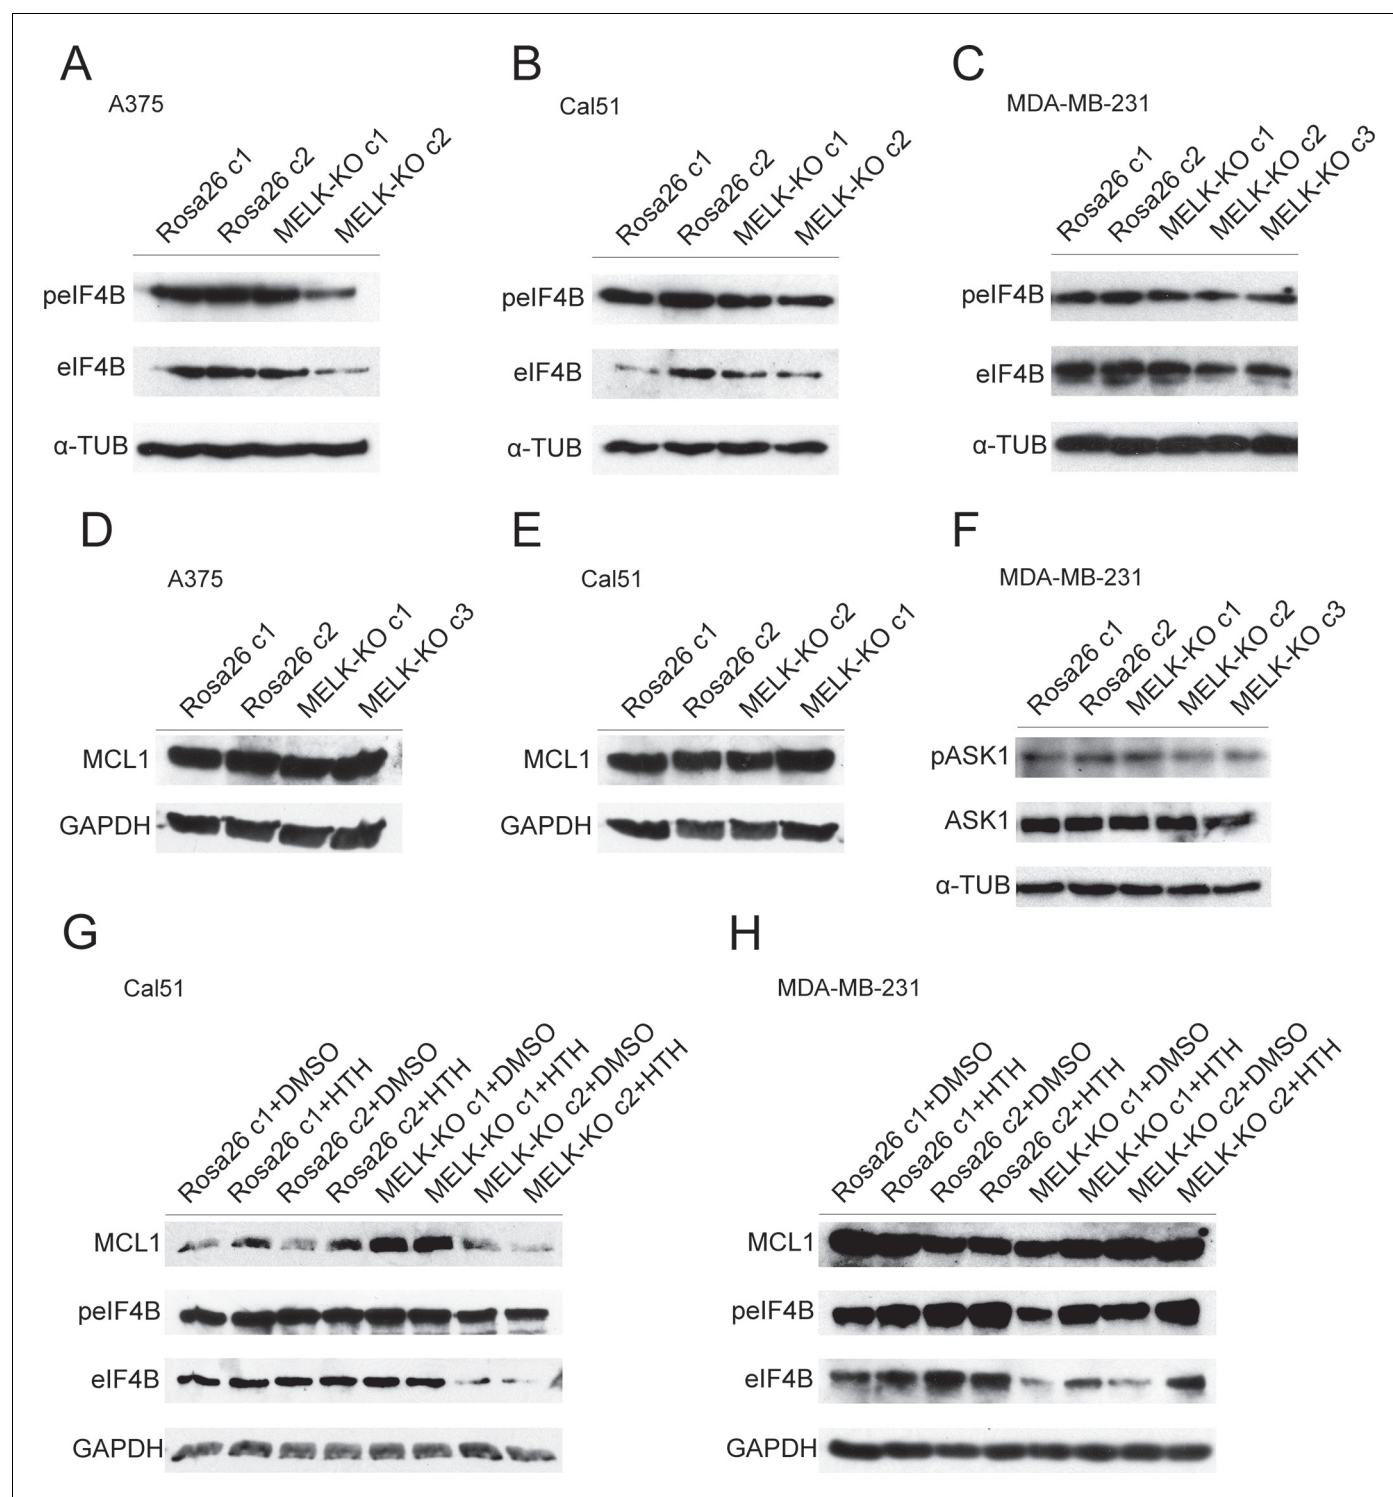 A
A375
Rosa26 c1
Rosa26 c2
MELK-KO c1
MELK-KO c2
peIF4B
eIF4B
α-TUB
B
Cal51
Rosa26 c1
Rosa26 c2
MELK-KO c1
MELK-KO c2
peIF4B
eIF4B
α-TUB
C
MDA-MB-231
Rosa26 c1
Rosa26 c2
MELK-KO c1
MELK-KO c2
MELK-KO c3
peIF4B
eIF4B
α-TUB
D
A375
Rosa26 c1
Rosa26 c2
MELK-KO c1
MELK-KO c3
MCL1
GAPDH
E
Cal51
Rosa26 c1
Rosa26 c2
MELK-KO c2
MELK-KO c1
MCL1
GAPDH
F
MDA-MB-231
Rosa26 c1
Rosa26 c2
MELK-KO c1
MELK-KO c2
MELK-KO c3
pASK1
ASK1
α-TUB
G
Cal51
Rosa26 c1+DMSO
Rosa26 c1+HTH
Rosa26 c2+DMSO
Rosa26 c2+HTH
MELK-KO c1+DMSO
MELK-KO c1+HTH
MELK-KO c2+DMSO
MELK-KO c2+HTH
MCL1
peIF4B
eIF4B
GAPDH
H
MDA-MB-231
Rosa26 c1+DMSO
Rosa26 c1+HTH
Rosa26 c2+DMSO
Rosa26 c2+HTH
MELK-KO c1+DMSO
MELK-KO c1+HTH
MELK-KO c2+DMSO
MELK-KO c2+HTH
MCL1
peIF4B
eIF4B
GAPDH